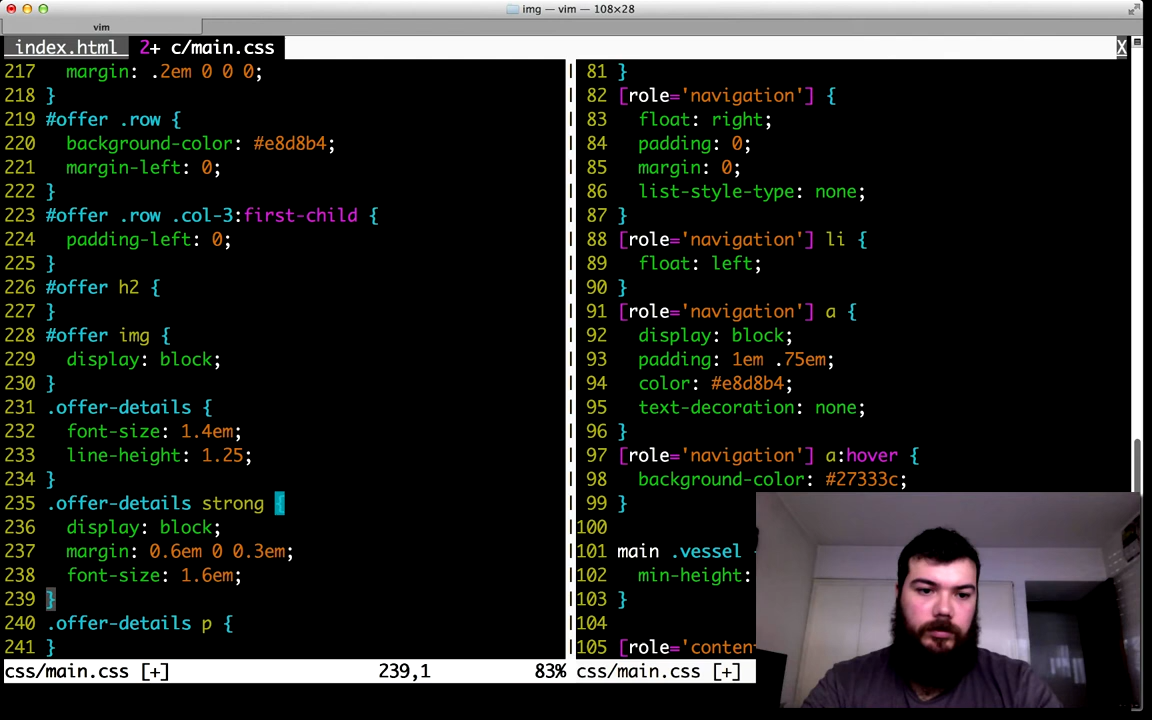 img — vim — 108×28
vim
index.html 2+ c/main.css X
217 margin: .2em 0 0 0;
218 }
219 #offer .row {
220 background-color: #e8d8b4;
221 margin-left: 0;
222 }
223 #offer .row .col-3:first-child {
224 padding-left: 0;
225 }
226 #offer h2 {
227 }
228 #offer img {
229 display: block;
230 }
231 .offer-details {
232 font-size: 1.4em;
233 line-height: 1.25;
234 }
235 .offer-details strong {
236 display: block;
237 margin: 0.6em 0 0.3em;
238 font-size: 1.6em;
239 }
240 .offer-details p {
241 }
css/main.css [+] 239,1 83%
81 }
82 [role='navigation'] {
83 float: right;
84 padding: 0;
85 margin: 0;
86 list-style-type: none;
87 }
88 [role='navigation'] li {
89 float: left;
90 }
91 [role='navigation'] a {
92 display: block;
93 padding: 1em .75em;
94 color: #e8d8b4;
95 text-decoration: none;
96 }
97 [role='navigation'] a:hover {
98 background-color: #27333c;
99 }
100
101 main .vessel
102 min-height:
103 }
104
105 [role='conten
css/main.css [+]